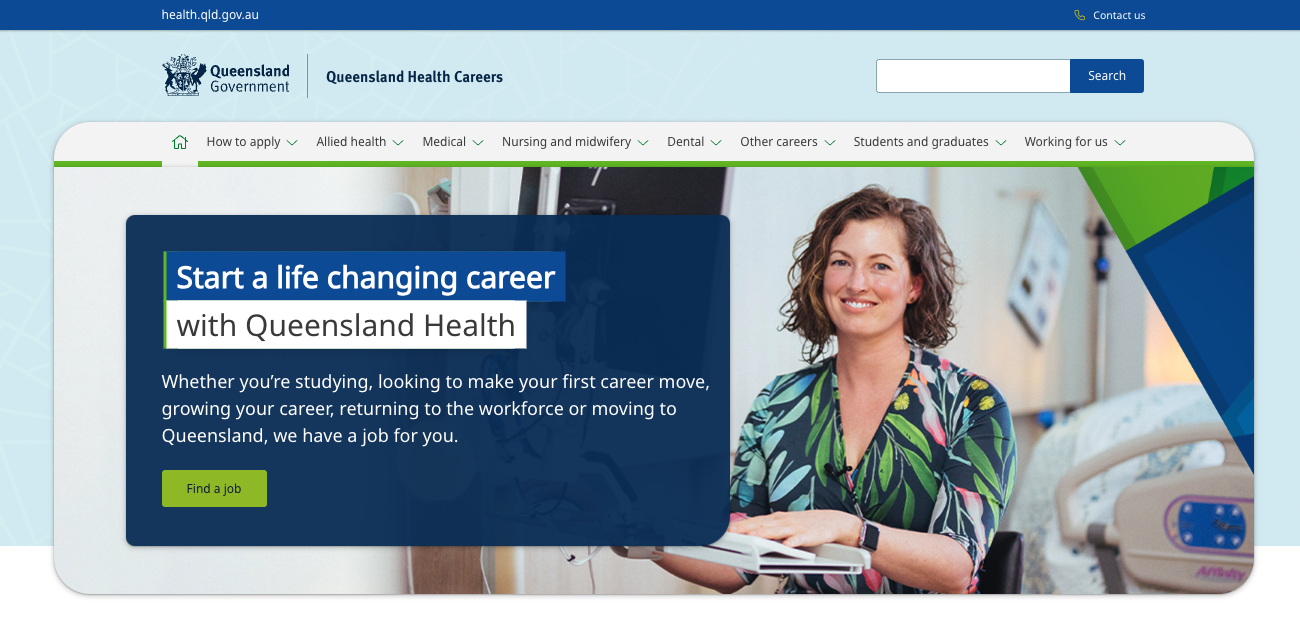 health.qld.gov.au
Contact us
Queensland
Government
Queensland Health Careers
Search
How to apply
Allied health
Medical
Nursing and midwifery
Dental
Other careers
Students and graduates
Working for us
Start a life changing career
with Queensland Health
Whether you're studying, looking to make your first career move,
growing your career, returning to the workforce or moving to
Queensland, we have a job for you.
Find a job
Affinity